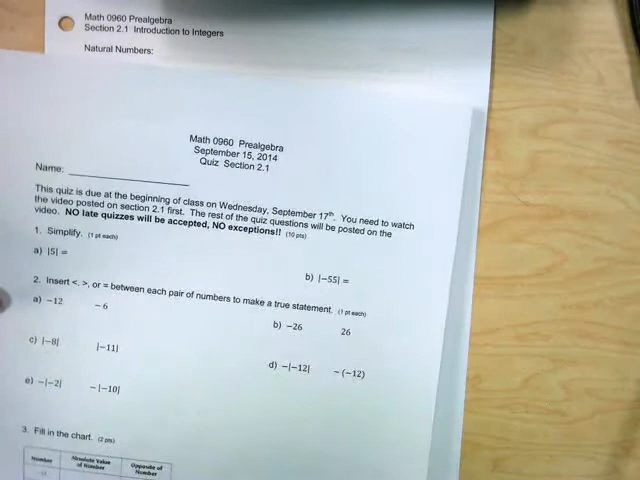 Math 0960 Prealgebra
Section 2.1 Introduction to Integers
Natural Numbers:
Math 0960 Prealgebra
September 15, 2014
Quiz Section 2.1
Name:
This quiz is due at the beginning of class on Wednesday, September 17th. You need to watch
the video posted on section 2.1 first. The rest of the quiz questions will be posted on the
video. NO late quizzes will be accepted, NO exceptions!! (10 pts)
1. Simplify. (1 pt each)
a) |5| =
b) |−55| =
2. Insert <, >, or = between each pair of numbers to make a true statement. (1 pt each)
a) −12 −6
b) −26 26
c) |−8| |−11|
d) −|−12| −(−12)
e) −|−2| −|−10|
3. Fill in the chart. (2 pts)
Number Absolute Value Opposite of
of Number Number